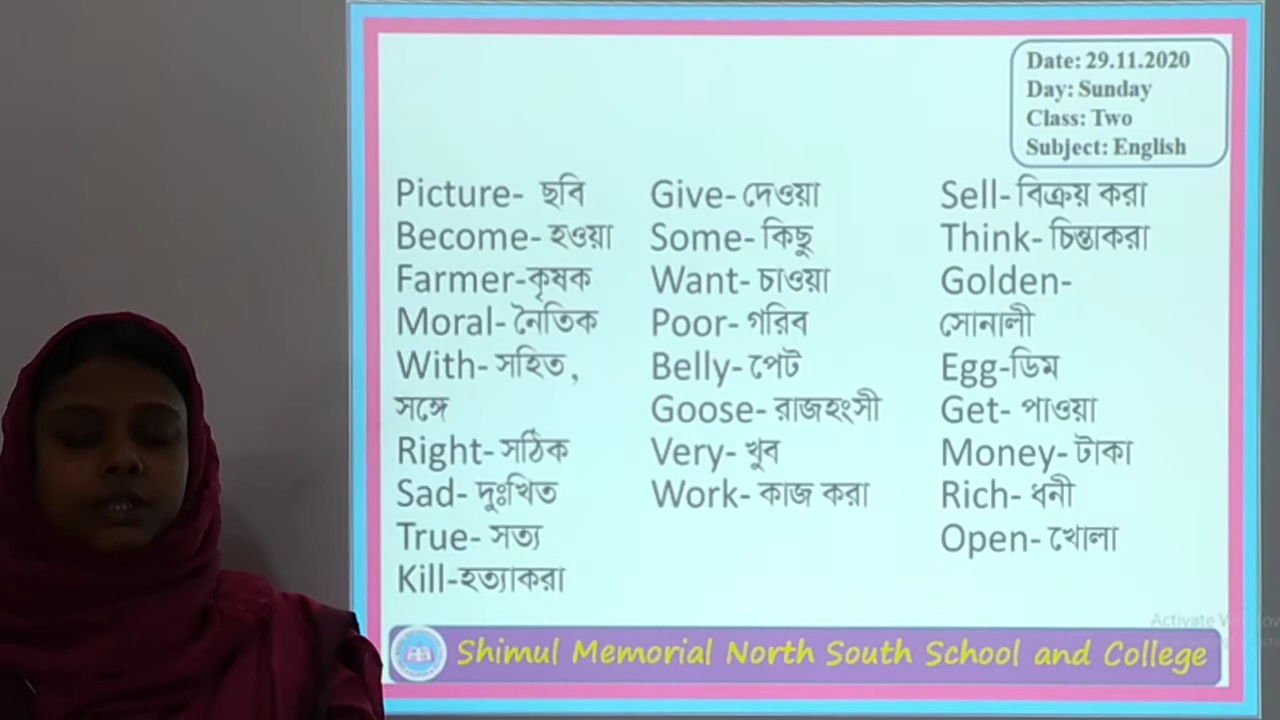 Date: 29.11.2020
Day: Sunday
Class: Two
Subject: English
Picture- ছবি
Become- হওয়া
Farmer-কৃষক
Moral- নৈতিক
With- সহিত,
সঙ্গে
Right- সঠিক
Sad- দুঃখিত
True- সত্য
Kill-হত্যাকরা
Give- দেওয়া
Some- কিছু
Want- চাওয়া
Poor- গরিব
Belly- পেট
Goose- রাজহংসী
Very- খুব
Work- কাজ করা
Sell- বিক্রয় করা
Think- চিন্তাকরা
Golden-
সোনালী
Egg-ডিম
Get- পাওয়া
Money- টাকা
Rich- ধনী
Open- খোলা
Activate
Shimul Memorial North South School and College